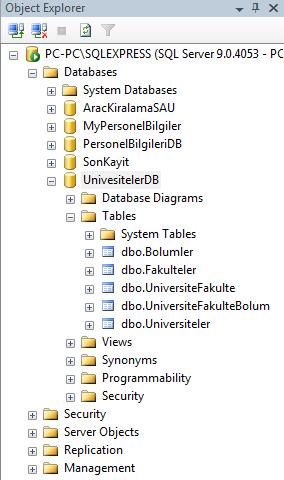 Object Explorer
PC-PC\SQLEXPRESS (SQL Server 9.0.4053 - PC
Databases
System Databases
AracKiralamaSAU
MyPersonelBilgiler
PersonelBilgileriDB
SonKayit
UnivesitelerDB
Database Diagrams
Tables
System Tables
dbo.Bolumler
dbo.Fakulteler
dbo.UniversiteFakulte
dbo.UniversiteFakulteBolum
dbo.Universiteler
Views
Synonyms
Programmability
Security
Security
Server Objects
Replication
Management